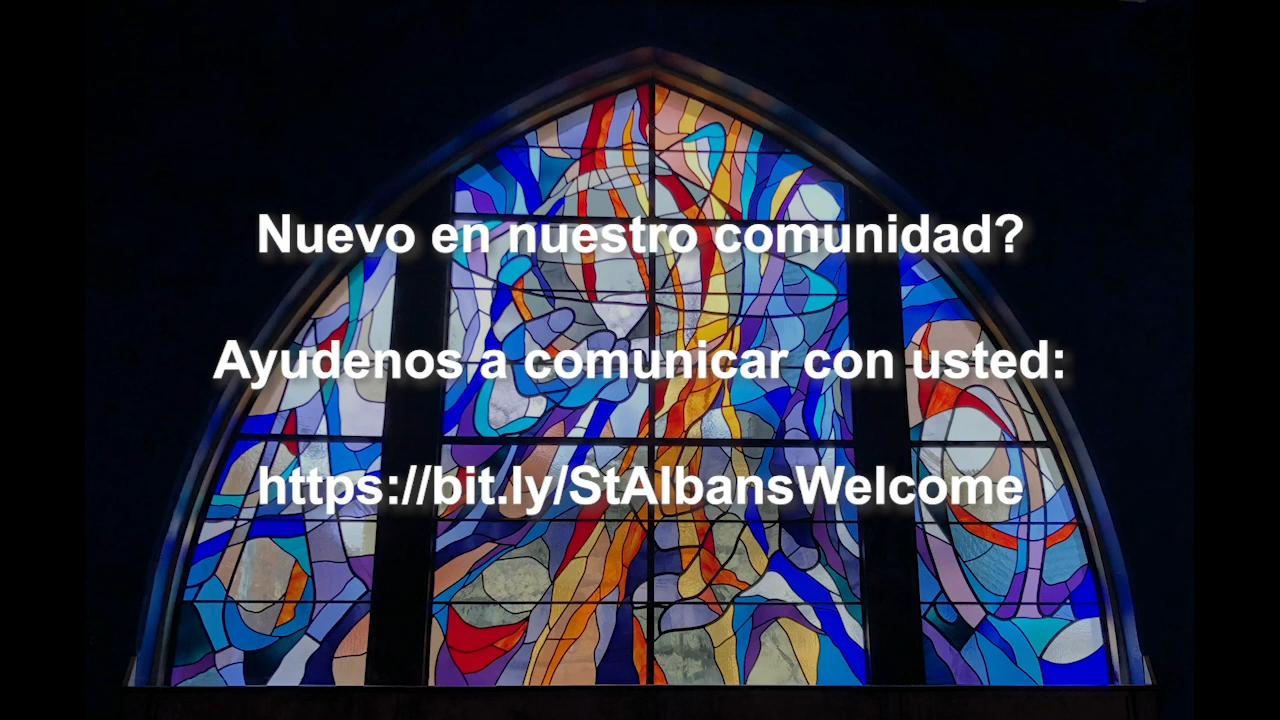 Nuevo en nuestro comunidad?
Ayudenos a comunicar con usted:
https://bit.ly/StAlbansWelcome